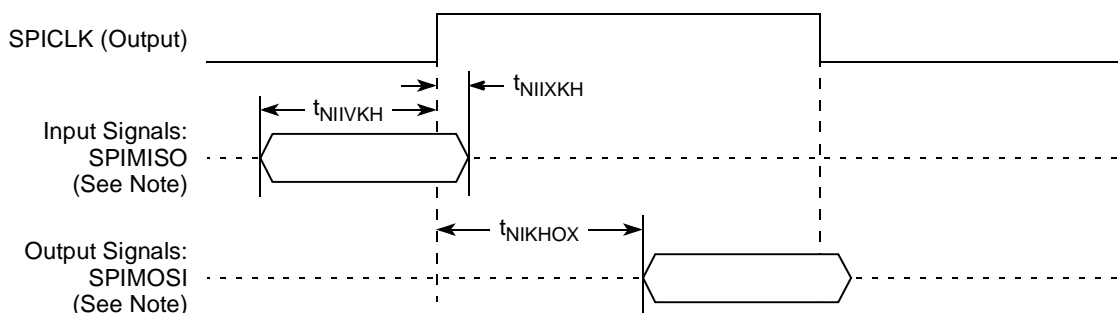 SPICLK (Output)
tNIIXKH
tNIIVKH
Input Signals:
SPIMISO
(See Note)
tNIKHOX
Output Signals:
SPIMOSI
(See Note)